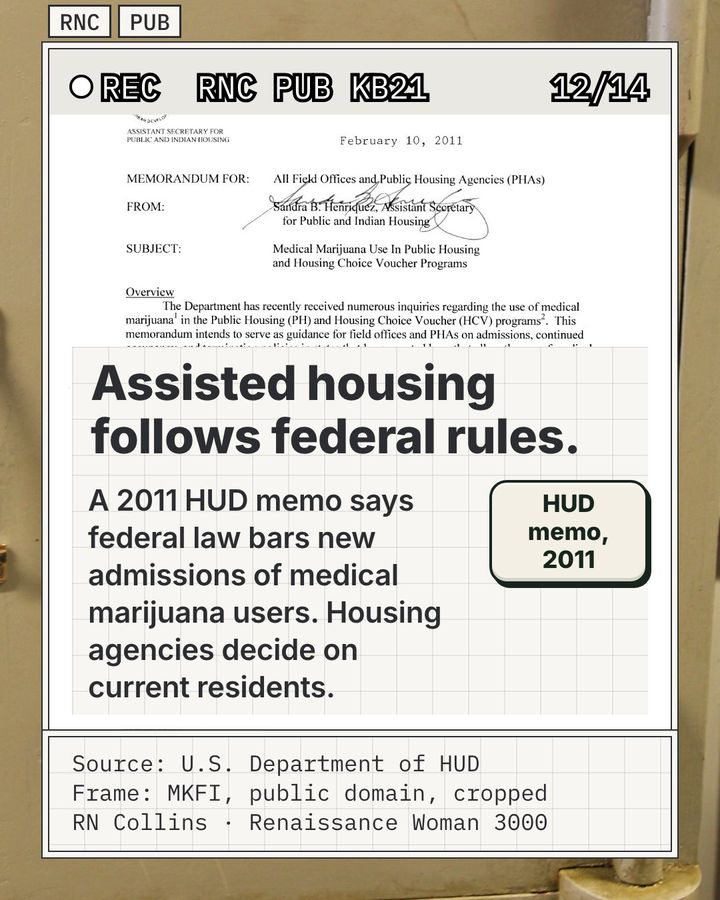 RNC PUB
REC RNC PUB KB21 12/14
ASSISTANT SECRETARY FOR
PUBLIC AND INDIAN HOUSING
February 10, 2011
MEMORANDUM FOR: All Field Offices and Public Housing Agencies (PHAs)
FROM: Sandra B. Henriquez, Assistant Secretary
for Public and Indian Housing
SUBJECT: Medical Marijuana Use In Public Housing
and Housing Choice Voucher Programs
Overview
The Department has recently received numerous inquiries regarding the use of medical
marijuana1 in the Public Housing (PH) and Housing Choice Voucher (HCV) programs2. This
memorandum intends to serve as guidance for field offices and PHAs on admissions, continued
Assisted housing
follows federal rules.
A 2011 HUD memo says
federal law bars new
admissions of medical
marijuana users. Housing
agencies decide on
current residents.
HUD
memo,
2011
Source: U.S. Department of HUD
Frame: MKFI, public domain, cropped
RN Collins · Renaissance Woman 3000